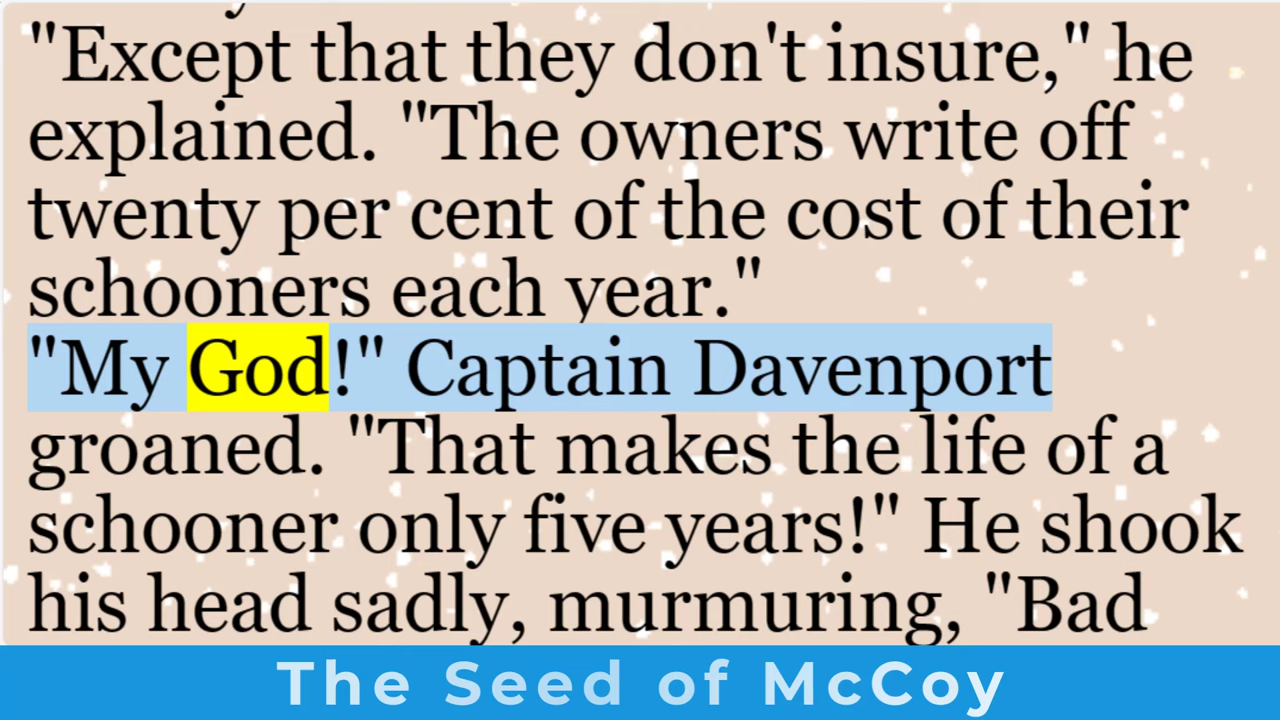 "Except that they don't insure," he
explained. "The owners write off
twenty per cent of the cost of their
schooners each year."
"My God!" Captain Davenport
groaned. "That makes the life of a
schooner only five years!" He shook
his head sadly, murmuring, "Bad
The Seed of McCoy